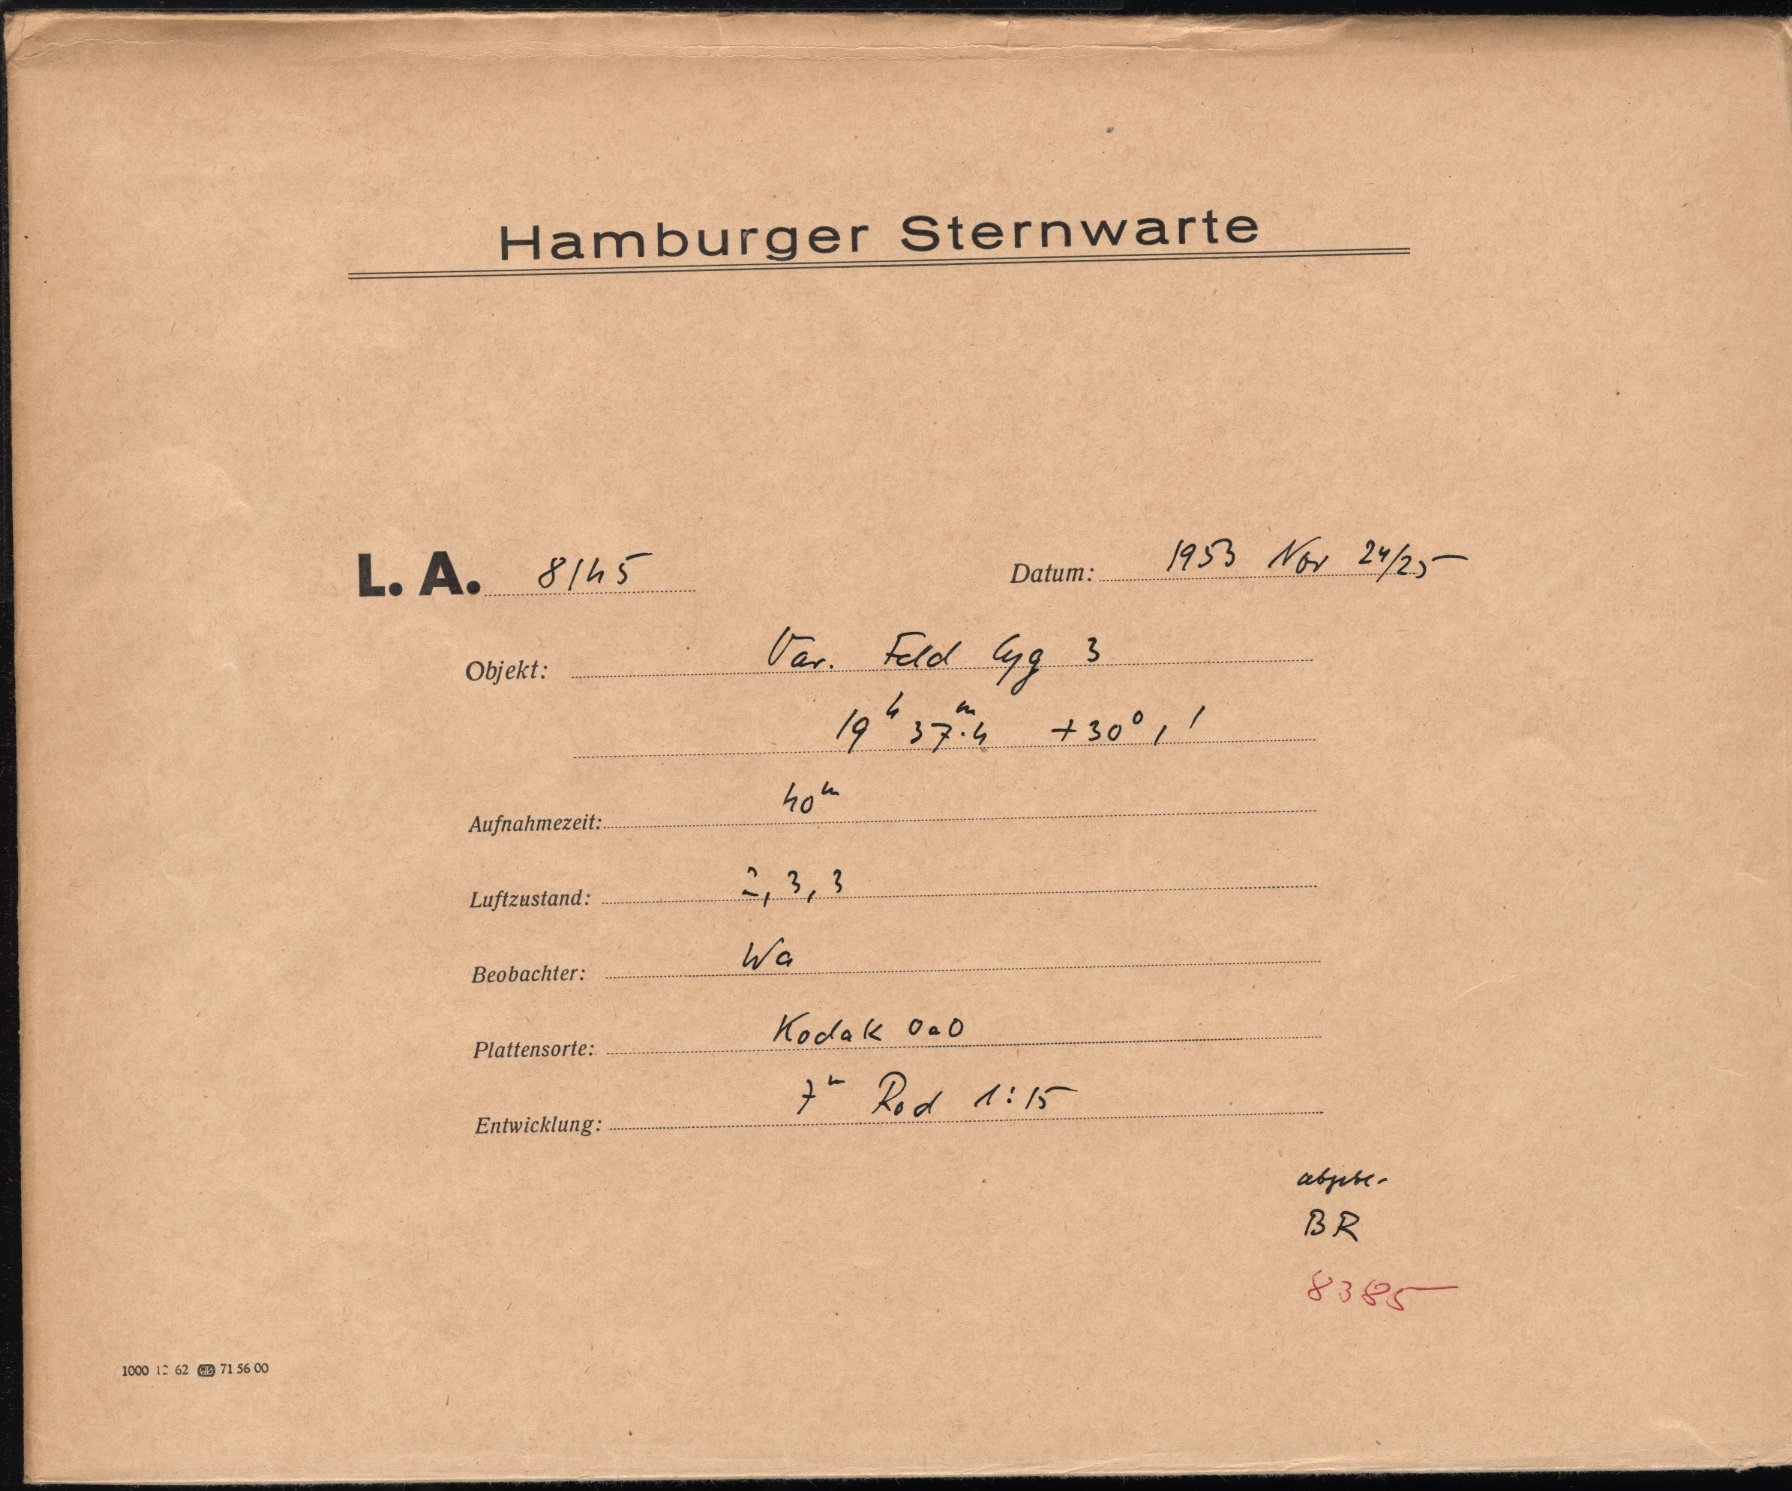 Hamburger Sternwarte
L. A. 8145
Datum: 1953 Nov 24/25
Objekt: Var. Feld Cyg 3
19h 37m.4 +30° 1'
Aufnahmezeit: 40m
Luftzustand: 2, 3, 3
Beobachter: Wa
Plattensorte: Kodak OaO
Entwicklung: 7m Rod 1:15
BR
8385
1000 12 62 71 56 00